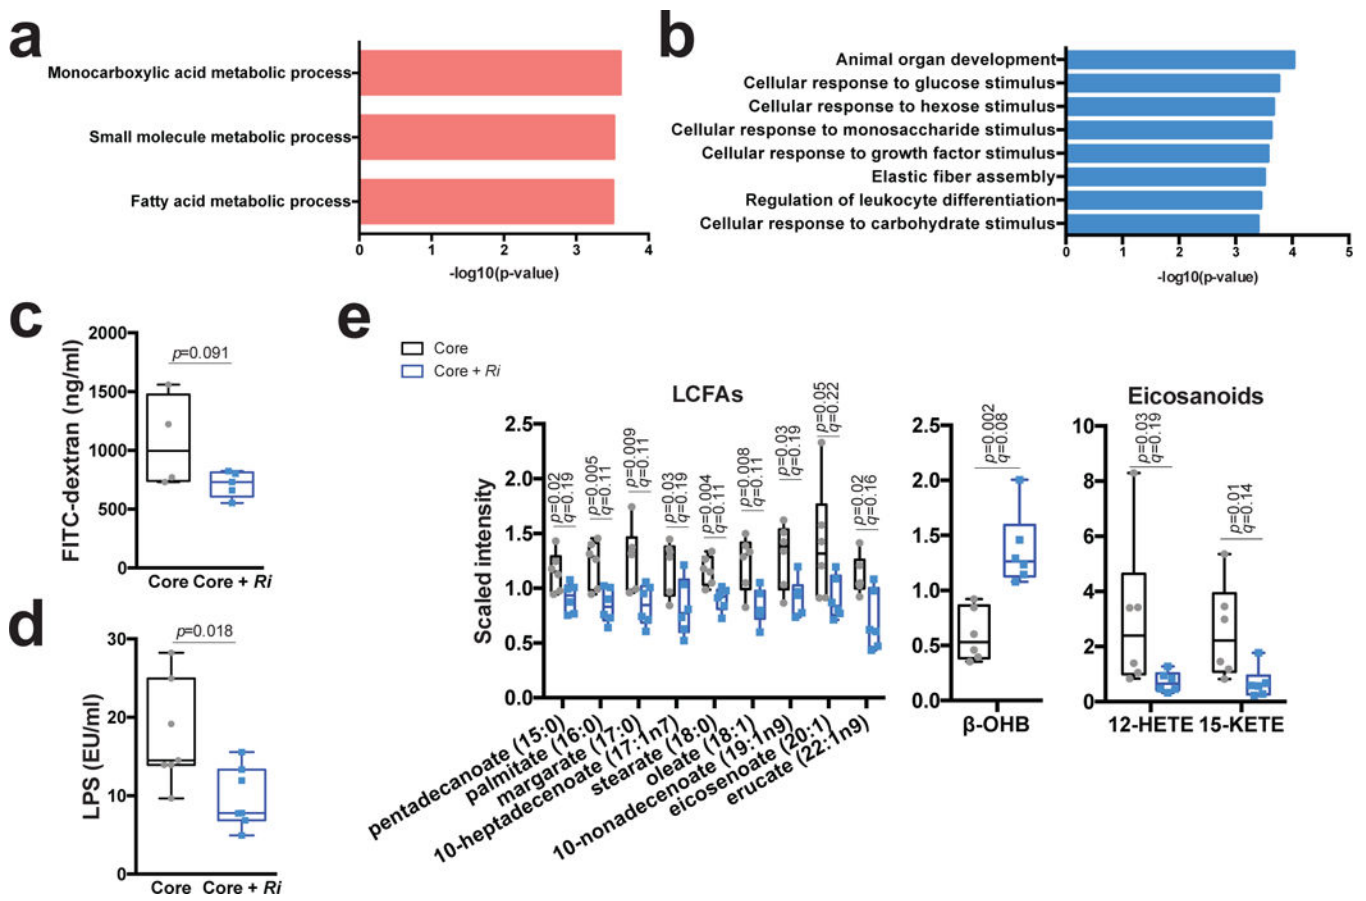 a
Monocarboxylic acid metabolic process
Small molecule metabolic process
Fatty acid metabolic process
0 1 2 3 4
-log10(p-value)
b
Animal organ development
Cellular response to glucose stimulus
Cellular response to hexose stimulus
Cellular response to monosaccharide stimulus
Cellular response to growth factor stimulus
Elastic fiber assembly
Regulation of leukocyte differentiation
Cellular response to carbohydrate stimulus
0 1 2 3 4 5
-log10(p-value)
c
FITC-dextran (ng/ml)
2000
1500
1000
500
0
p=0.091
Core Core + Ri
d
LPS (EU/ml)
30
20
10
0
p=0.018
Core Core + Ri
e
Core
Core + Ri
LCFAs
Scaled intensity
2.5
2.0
1.5
1.0
0.5
0.0
p=0.02
q=0.19
p=0.005
q=0.11
p=0.009
q=0.11
p=0.03
q=0.19
p=0.004
q=0.11
p=0.008
q=0.11
p=0.03
q=0.19
p=0.05
q=0.22
p=0.02
q=0.16
pentadecanoate (15:0)
palmitate (16:0)
margarate (17:0)
10-heptadecenoate (17:1n7)
stearate (18:0)
oleate (18:1)
10-nonadecenoate (19:1n9)
eicosenoate (20:1)
erucate (22:1n9)
2.5
2.0
1.5
1.0
0.5
0.0
p=0.002
q=0.08
β-OHB
Eicosanoids
10
8
6
4
2
0
p=0.03
q=0.19
p=0.01
q=0.14
12-HETE 15-KETE